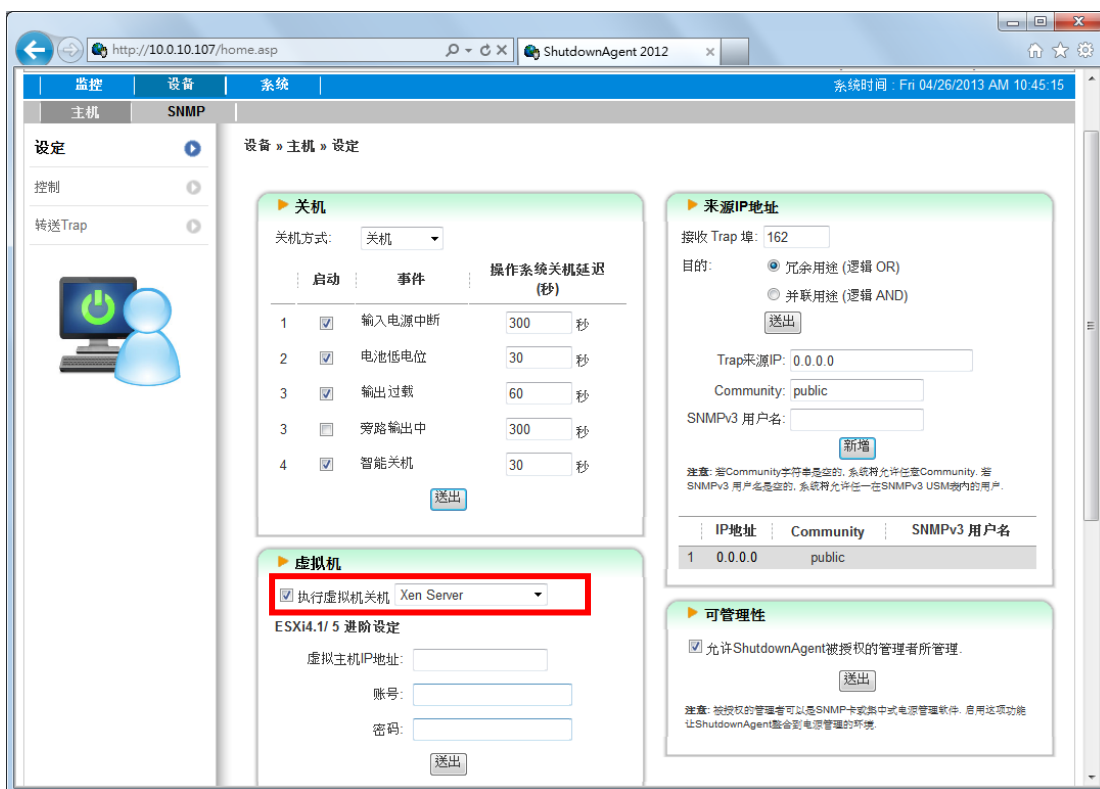 http://10.0.10.107/home.asp
ShutdownAgent 2012
监控 设备 系统
系统时间 : Fri 04/26/2013 AM 10:45:15
主机 SNMP
设定
控制
转送Trap
设备 » 主机 » 设定
关机
关机方式: 关机
启动 事件 操作系统关机延迟
(秒)
1 输入电源中断 300 秒
2 电池低电位 30 秒
3 输出过载 60 秒
3 旁路输出中 300 秒
4 智能关机 30 秒
送出
虚拟机
执行虚拟机关机 Xen Server
ESXi4.1/ 5 进阶设定
虚拟主机IP地址:
账号:
密码:
送出
来源IP地址
接收 Trap 埠: 162
目的: 冗余用途 (逻辑 OR)
并联用途 (逻辑 AND)
送出
Trap来源IP: 0.0.0.0
Community: public
SNMPv3 用户名:
新增
注意: 若Community字符串是空的, 系统将允许任意Community. 若
SNMPv3 用户名是空的, 系统将允许任一在SNMPv3 USM表内的用户.
IP地址 Community SNMPv3 用户名
1 0.0.0.0 public
可管理性
允许ShutdownAgent被授权的管理者所管理.
送出
注意: 被授权的管理者可以是SNMP卡或集中式电源管理软件. 启用这项功能
让ShutdownAgent整合到电源管理的环境.